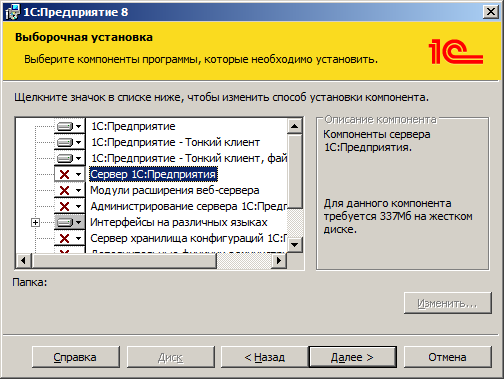 1С:Предприятие 8
Выборочная установка
Выберите компоненты программы, которые необходимо установить.
1С
Щелкните значок в списке ниже, чтобы изменить способ установки компонента.
1С:Предприятие
1С:Предприятие - Тонкий клиент
1С:Предприятие - Тонкий клиент, фай
Сервер 1С:Предприятия
Модули расширения веб-сервера
Администрирование сервера 1С:Пред
Интерфейсы на различных языках
Сервер хранилища конфигураций 1С:Г
Описание компонента
Компоненты сервера
1С:Предприятия.
Для данного компонента
требуется 337Мб на жестком
диске.
Папка:
Изменить...
Справка
Диск
< Назад
Далее >
Отмена